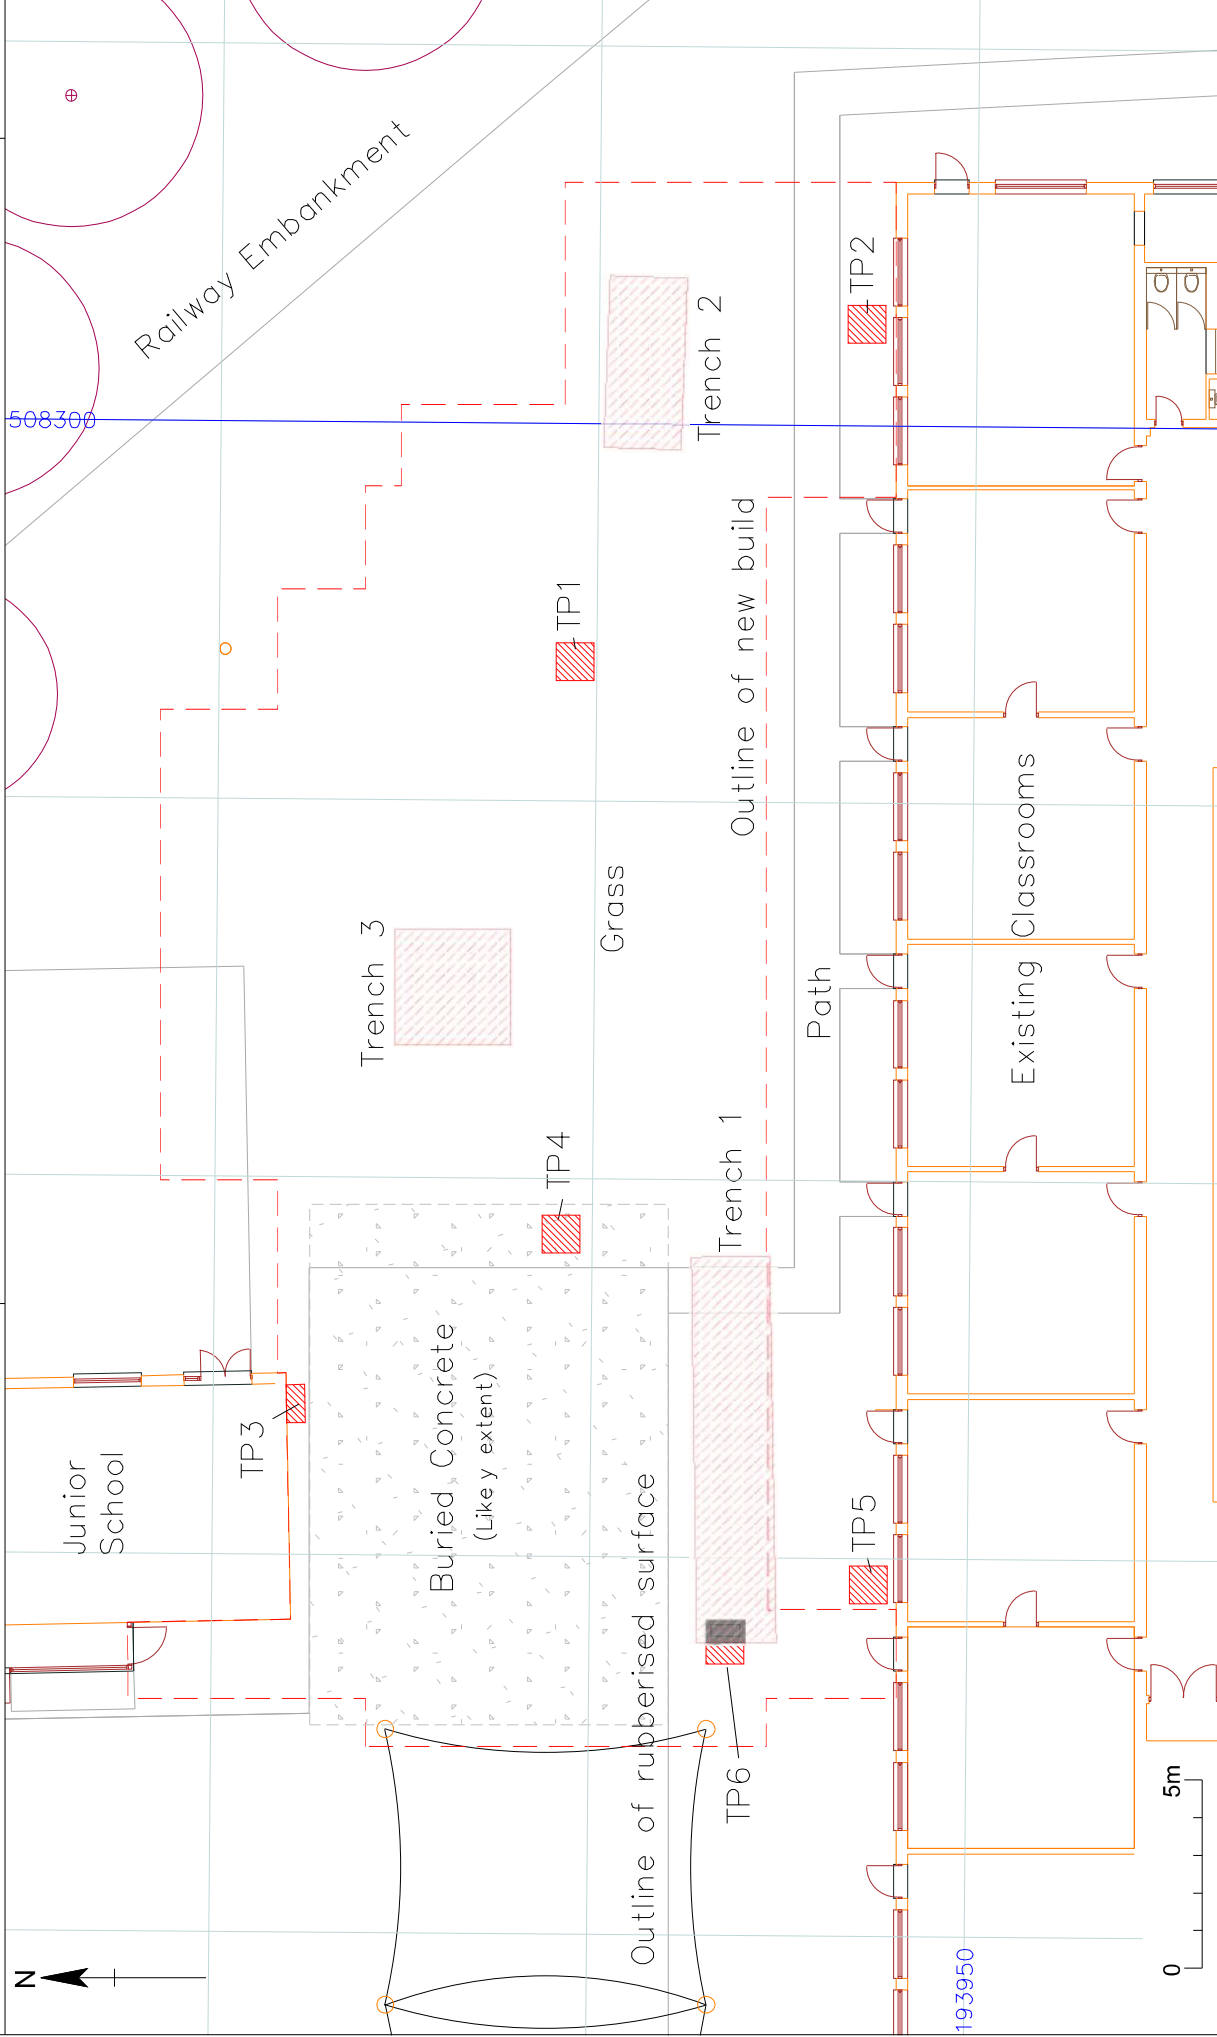 Railway Embankment
508300
TP2
Trench 2
TP1
Outline of new build
Trench 3
Grass
Path
Existing Classrooms
TP4
Trench 1
Junior
School
TP3
Buried Concrete
(Like y extent)
TP5
Outline of rubberised surface
TP6
N
193950
0
5m